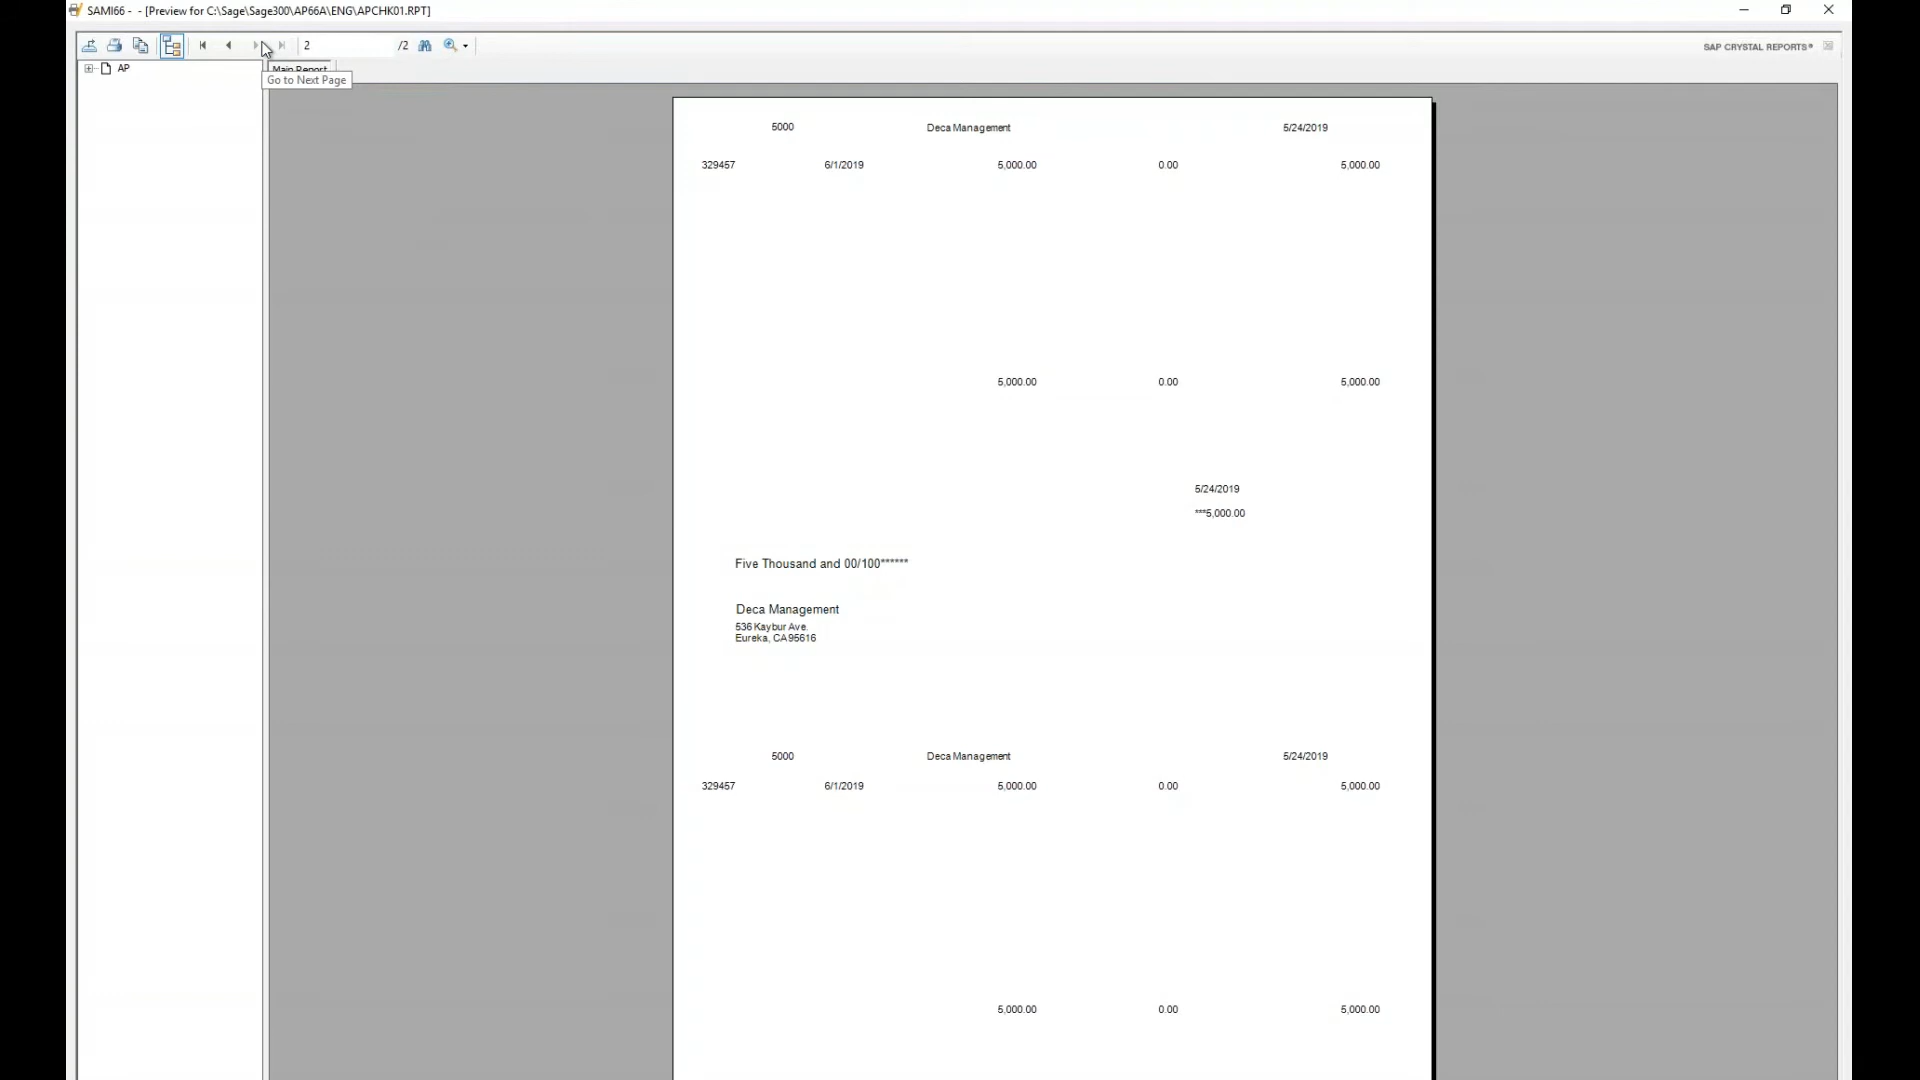 SAMI66 - - [Preview for C:\Sage\Sage300\AP66A\ENG\APCHK01.RPT]
2 /2 SAP CRYSTAL REPORTS®
AP
Main Report
Go to Next Page
5000 Deca Management 5/24/2019
329457 6/1/2019 5,000.00 0.00 5,000.00
5,000.00 0.00 5,000.00
5/24/2019
***5,000.00
Five Thousand and 00/100******
Deca Management
536 Kaybur Ave.
Eureka, CA 95616
5000 Deca Management 5/24/2019
329457 6/1/2019 5,000.00 0.00 5,000.00
5,000.00 0.00 5,000.00